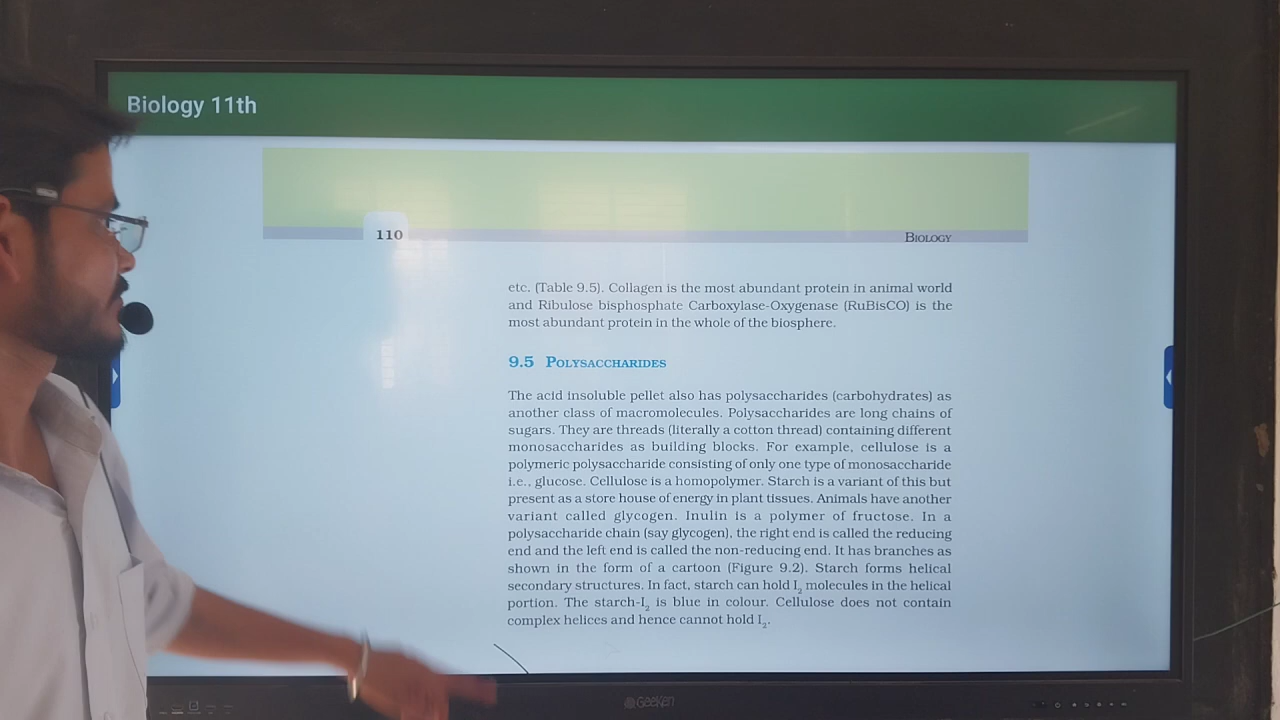 Biology 11th
110
BIOLOGY
etc. (Table 9.5). Collagen is the most abundant protein in animal world
and Ribulose bisphosphate Carboxylase-Oxygenase (RuBisCO) is the
most abundant protein in the whole of the biosphere.
9.5 POLYSACCHARIDES
The acid insoluble pellet also has polysaccharides (carbohydrates) as
another class of macromolecules. Polysaccharides are long chains of
sugars. They are threads (literally a cotton thread) containing different
monosaccharides as building blocks. For example, cellulose is a
polymeric polysaccharide consisting of only one type of monosaccharide
i.e., glucose. Cellulose is a homopolymer. Starch is a variant of this but
present as a store house of energy in plant tissues. Animals have another
variant called glycogen. Inulin is a polymer of fructose. In a
polysaccharide chain (say glycogen), the right end is called the reducing
end and the left end is called the non-reducing end. It has branches as
shown in the form of a cartoon (Figure 9.2). Starch forms helical
secondary structures. In fact, starch can hold I₂ molecules in the helical
portion. The starch-I₂ is blue in colour. Cellulose does not contain
complex helices and hence cannot hold I₂.
Geeken